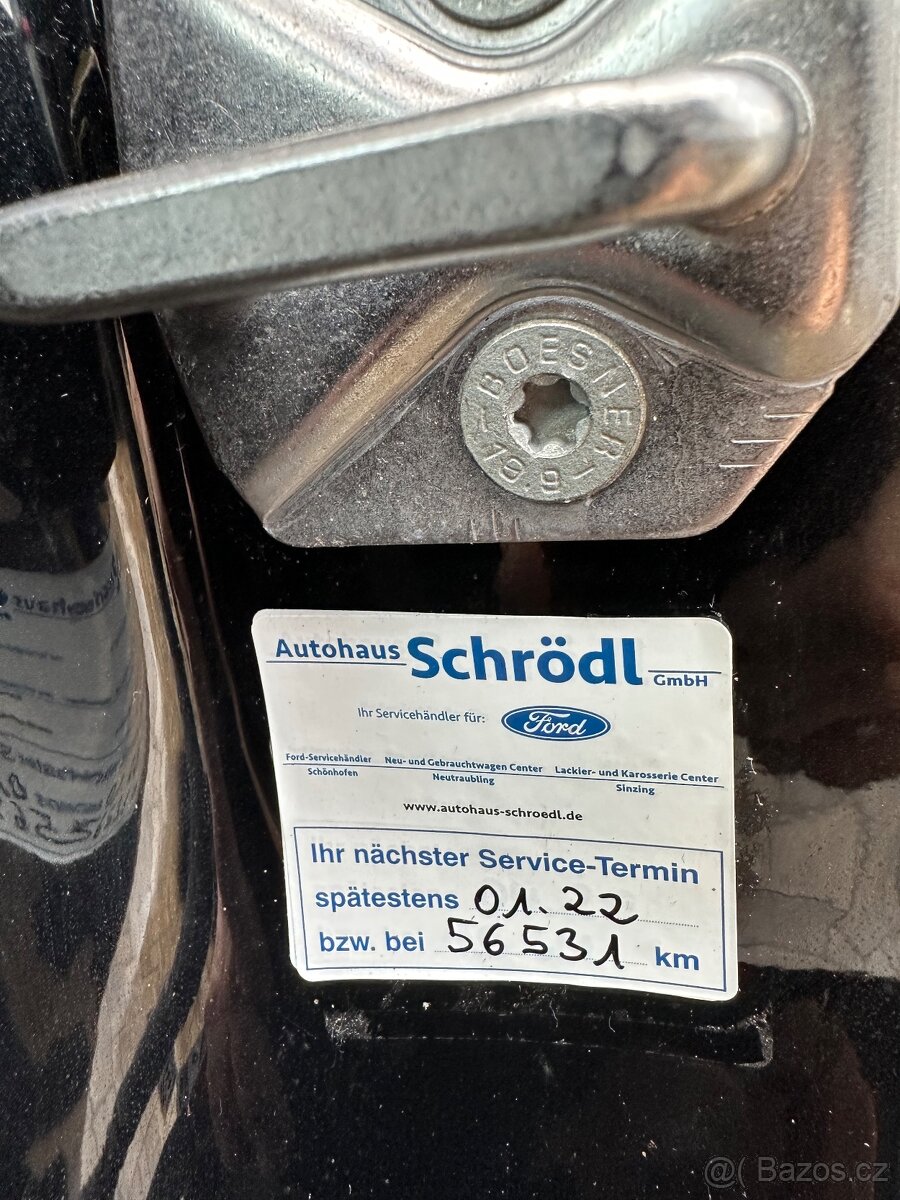 BOESNER
10.9
Autohaus Schrödl GmbH
Ihr Servicehändler für: Ford
Ford-Servicehändler Neu- und Gebrauchtwagen Center Lackier- und Karosserie Center
Schönhofen Neutraubling Sinzing
www.autohaus-schroedl.de
Ihr nächster Service-Termin
spätestens 01.22
bzw. bei 56531 km
@( Bazos.cz